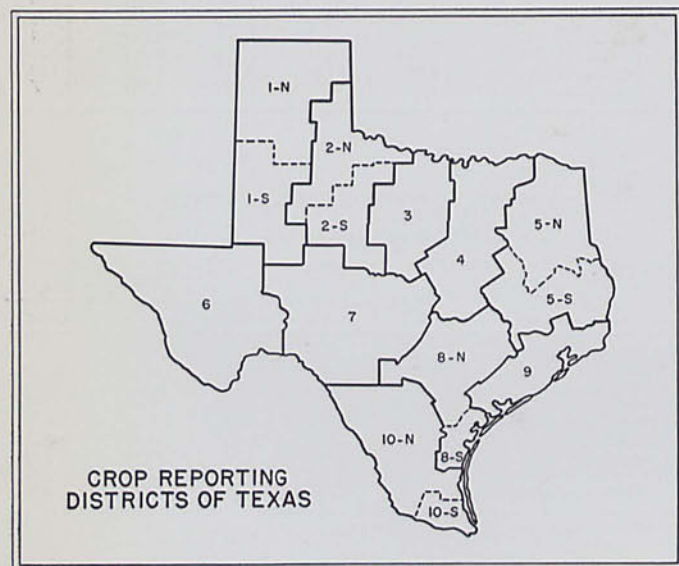 1-N
2-N
1-S
2-S
3
4
5-N
5-S
6
7
8-N
9
10-N
8-S
10-S
CROP REPORTING
DISTRICTS OF TEXAS